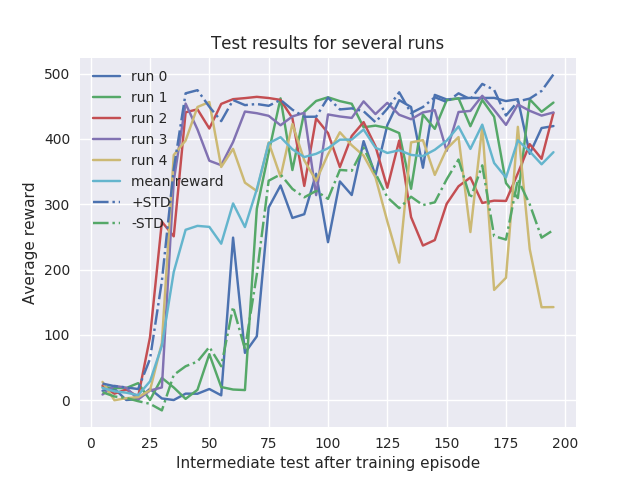 Test results for several runs
500
400
300
200
100
0
Average reward
run 0
run 1
run 2
run 3
run 4
mean reward
+STD
-STD
0 25 50 75 100 125 150 175 200
Intermediate test after training episode